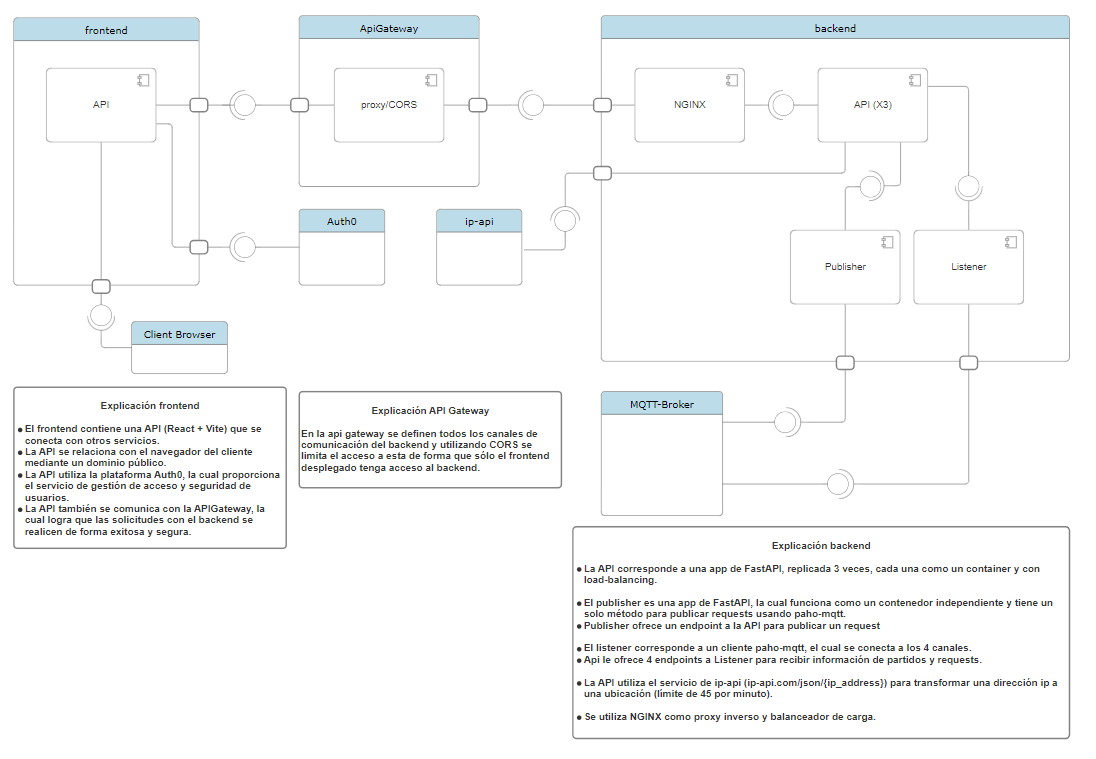 frontend
ApiGateway
backend
API
proxy/CORS
NGINX
API (X3)
Auth0
ip-api
Publisher
Listener
Client Browser
MQTT-Broker
Explicación frontend
● El frontend contiene una API (React + Vite) que se
conecta con otros servicios.
● La API se relaciona con el navegador del cliente
mediante un dominio público.
● La API utiliza la plataforma Auth0, la cual proporciona
el servicio de gestión de acceso y seguridad de
usuarios.
● La API también se comunica con la APIGateway, la
cual logra que las solicitudes con el backend se
realicen de forma exitosa y segura.
Explicación API Gateway
En la api gateway se definen todos los canales de
comunicación del backend y utilizando CORS se
limita el acceso a esta de forma que sólo el frontend
desplegado tenga acceso al backend.
Explicación backend
● La API corresponde a una app de FastAPI, replicada 3 veces, cada una como un container y con
load-balancing.
● El publisher es una app de FastAPI, la cual funciona como un contenedor independiente y tiene un
solo método para publicar requests usando paho-mqtt.
● Publisher ofrece un endpoint a la API para publicar un request
● El listener corresponde a un cliente paho-mqtt, el cual se conecta a los 4 canales.
● Api le ofrece 4 endpoints a Listener para recibir información de partidos y requests.
● La API utiliza el servicio de ip-api (ip-api.com/json/{ip_address}) para transformar una dirección ip a
una ubicación (límite de 45 por minuto).
● Se utiliza NGINX como proxy inverso y balanceador de carga.